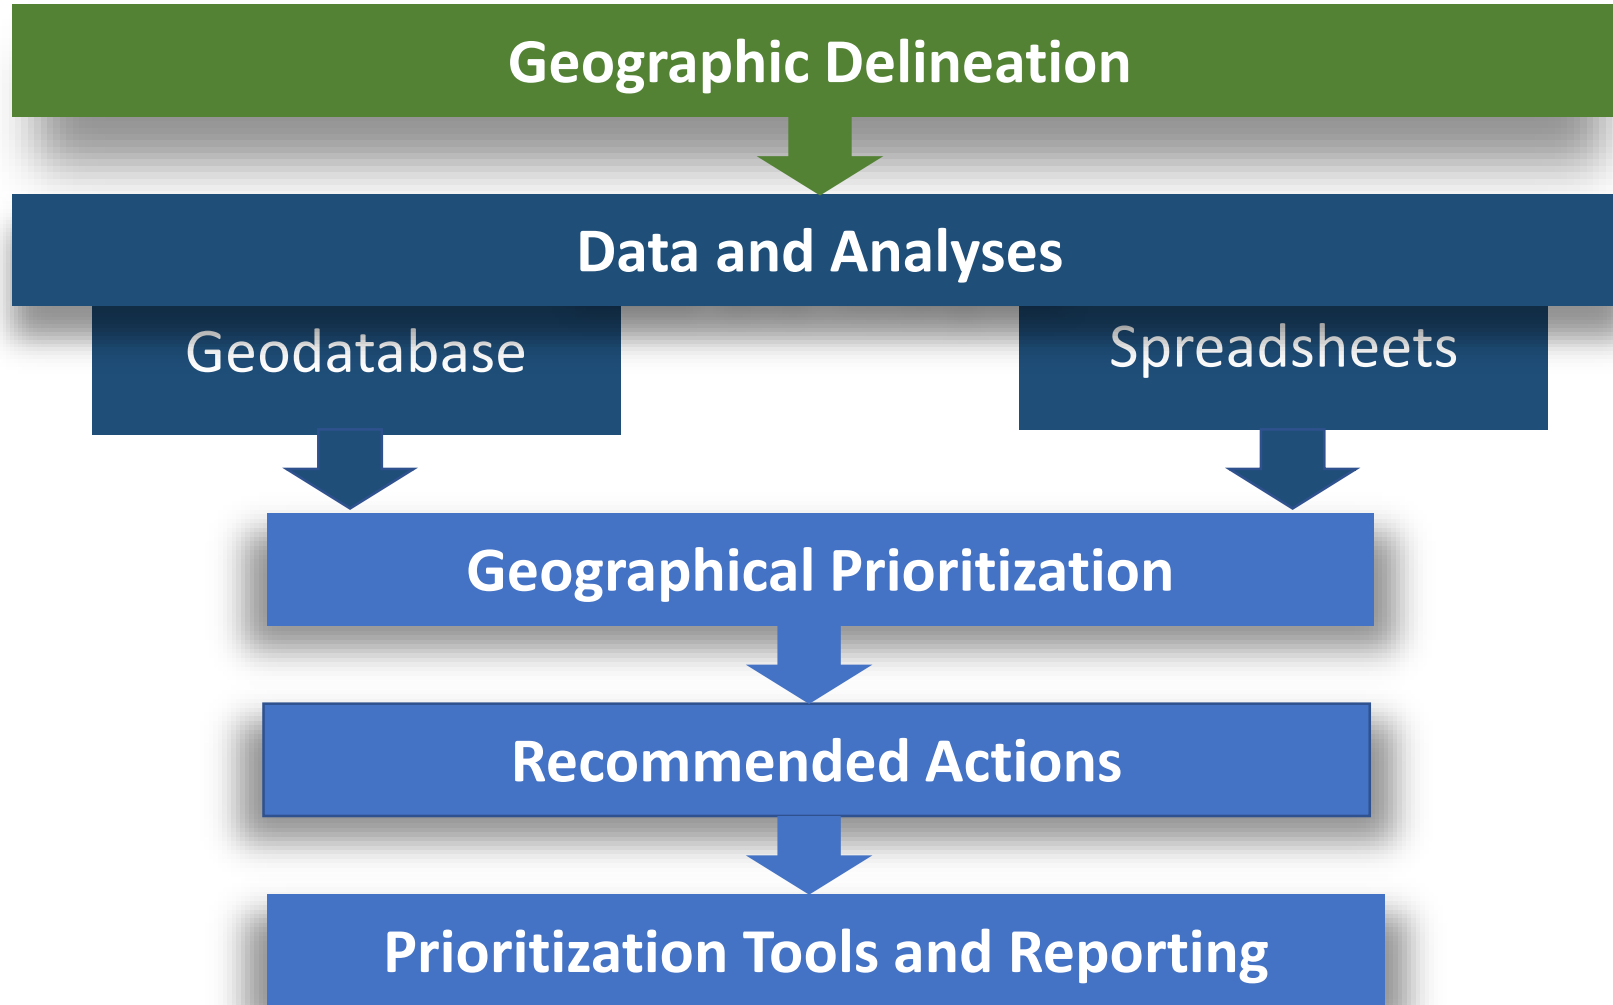 Geographic Delineation
Data and Analyses
Geodatabase
Spreadsheets
Geographical Prioritization
Recommended Actions
Prioritization Tools and Reporting